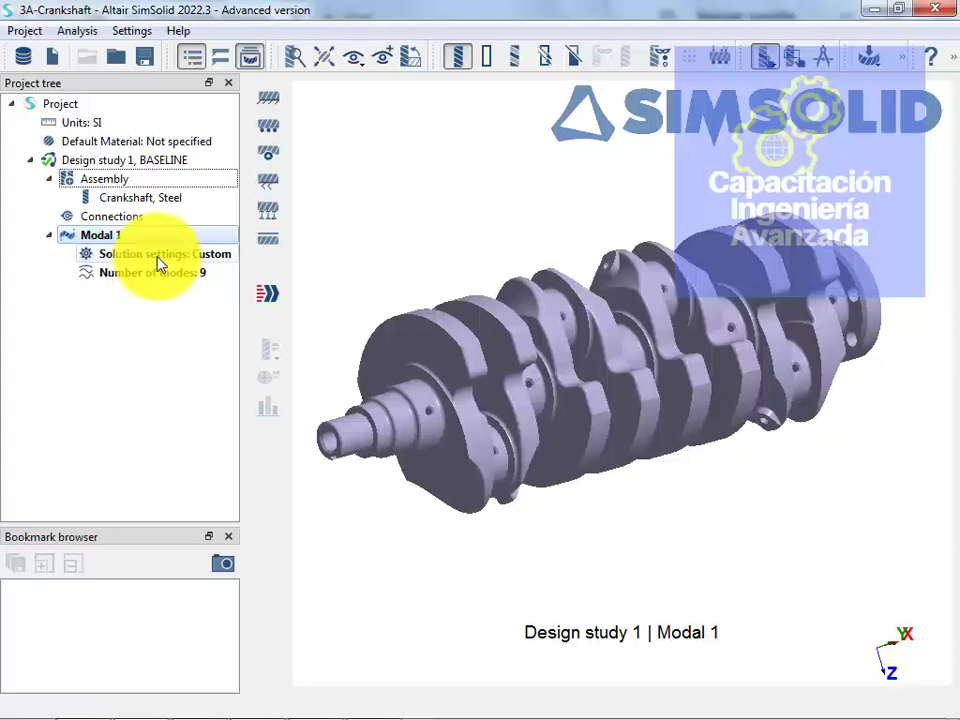 3A-Crankshaft - Altair SimSolid 2022.3 - Advanced version
Project Analysis Settings Help
Project tree
Project
Units: SI
Default Material: Not specified
Design study 1, BASELINE
Assembly
Crankshaft, Steel
Connections
Modal 1
Solution settings: Custom
Number of modes: 9
Bookmark browser
SIMSOLID
Capacitación
Ingeniería
Avanzada
Design study 1 | Modal 1
Y X
Z